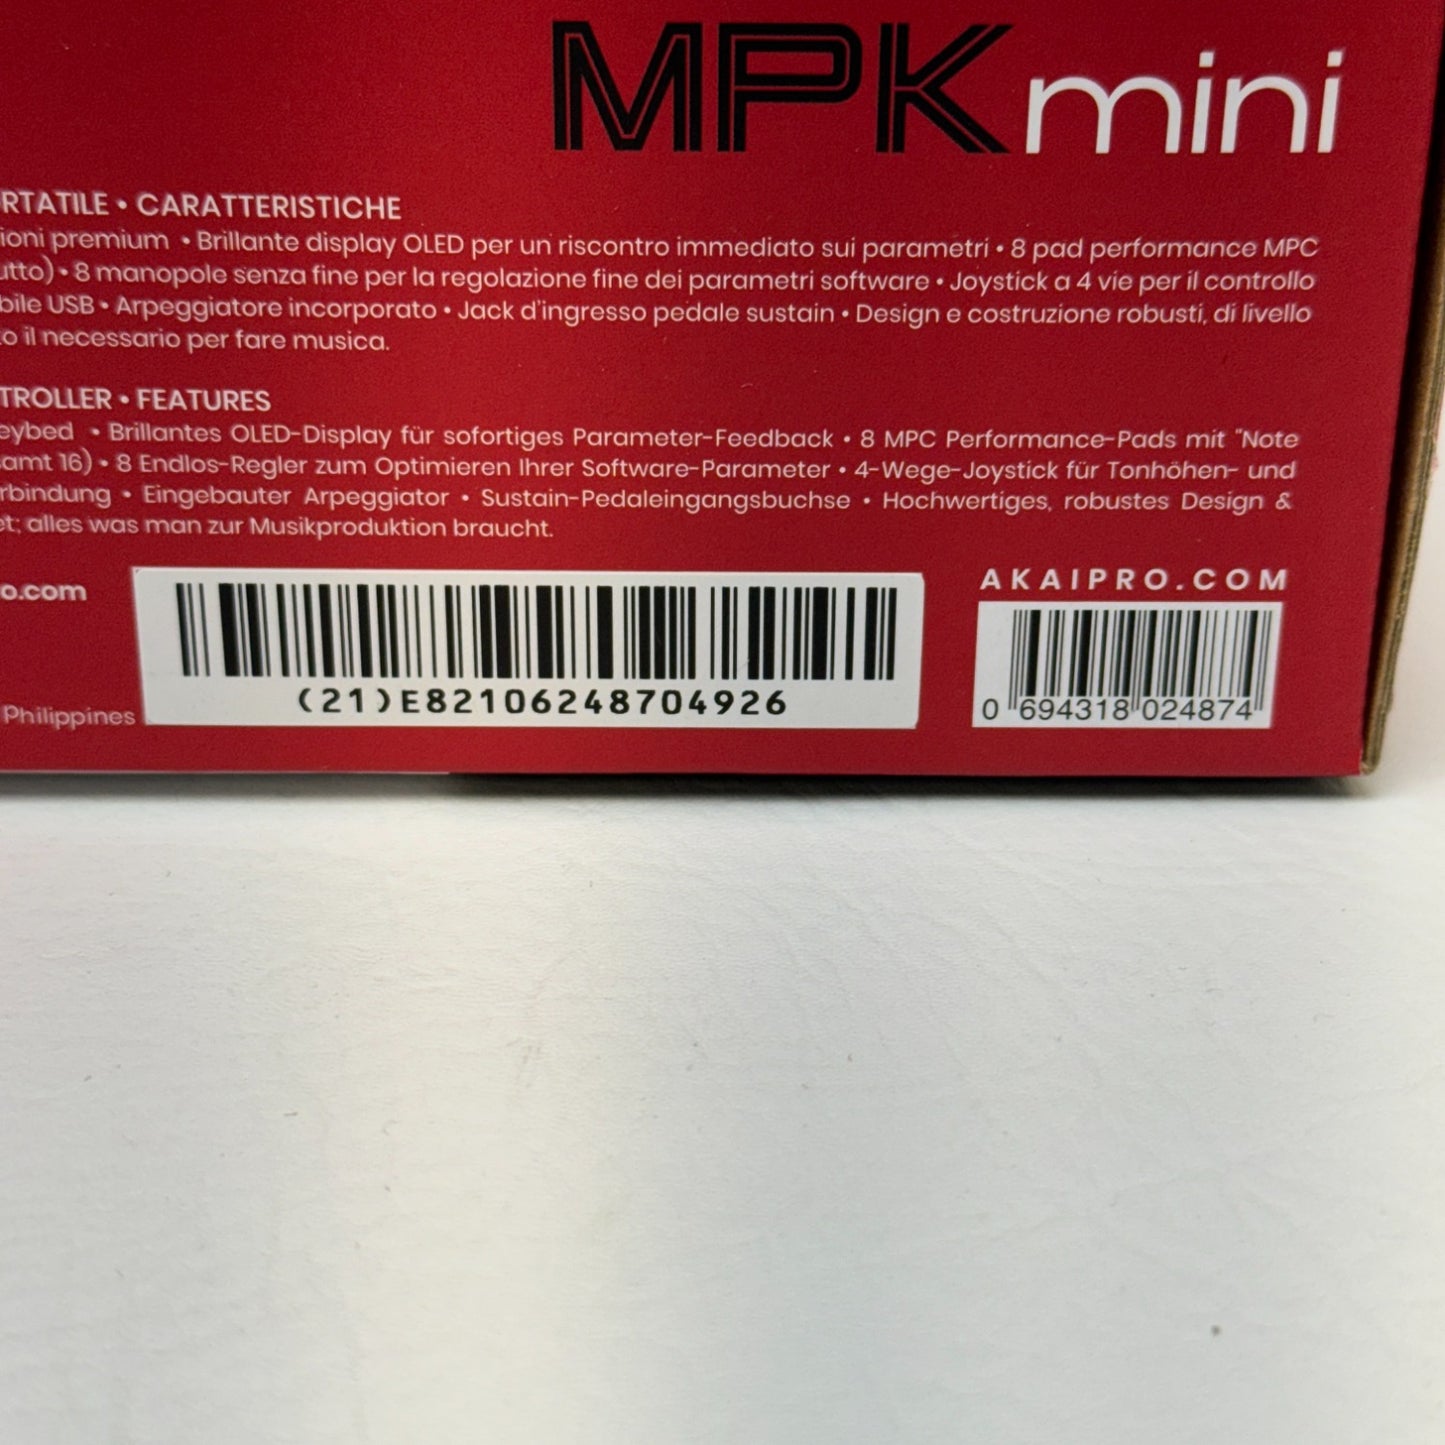 MPK mini
RTATILE • CARATTERISTICHE
ioni premium • Brillante display OLED per un riscontro immediato sui parametri • 8 pad performance MPC
utto) • 8 manopole senza fine per la regolazione fine dei parametri software • Joystick a 4 vie per il controllo
bile USB • Arpeggiatore incorporato • Jack d'ingresso pedale sustain • Design e costruzione robusti, di livello
o il necessario per fare musica.
TROLLER • FEATURES
eybed • Brillantes OLED-Display für sofortiges Parameter-Feedback • 8 MPC Performance-Pads mit "Note
amt 16) • 8 Endlos-Regler zum Optimieren Ihrer Software-Parameter • 4-Wege-Joystick für Tonhöhen- und
rbindung • Eingebauter Arpeggiator • Sustain-Pedaleingangsbuchse • Hochwertiges, robustes Design &
et; alles was man zur Musikproduktion braucht.
o.com
AKAIPRO.COM
Philippines
(21)E82106248704926
0 694318 024874